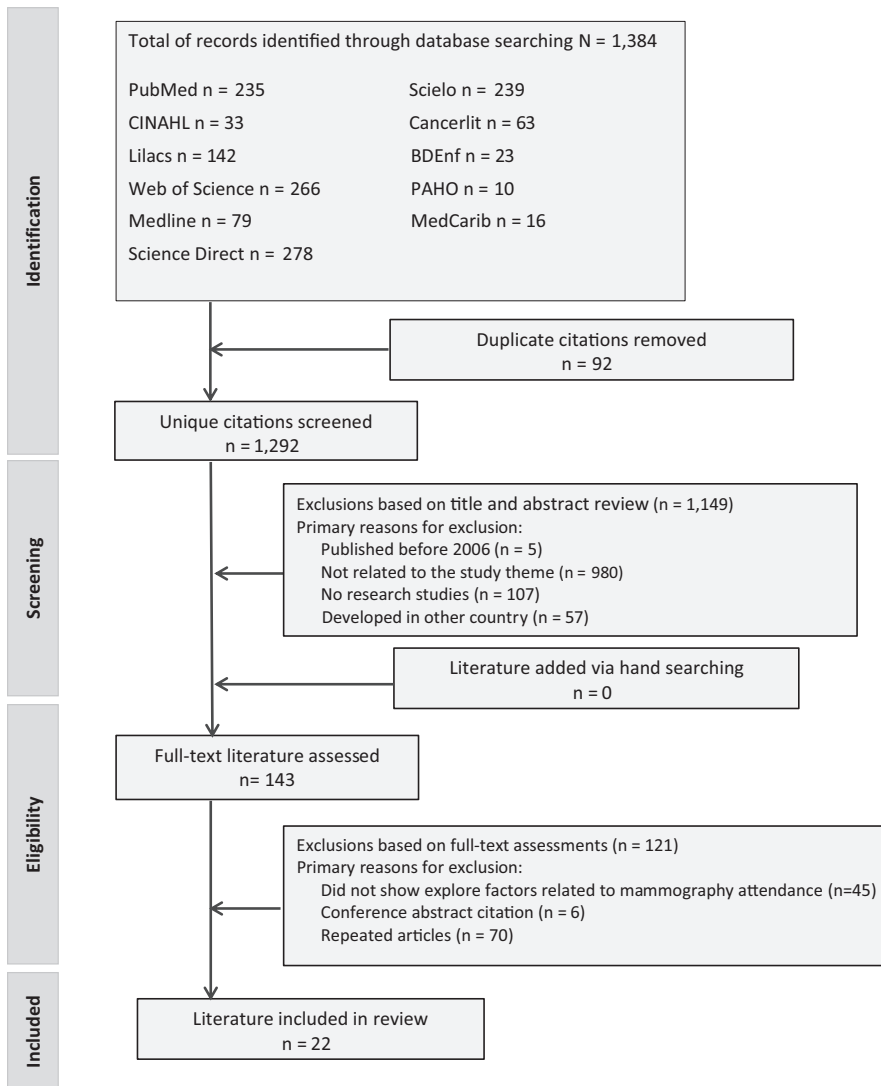 Identification
Total of records identified through database searching N = 1,384
PubMed n = 235
Scielo n = 239
CINAHL n = 33
Cancerlit n = 63
Lilacs n = 142
BDEnf n = 23
Web of Science n = 266
PAHO n = 10
Medline n = 79
MedCarib n = 16
Science Direct n = 278
Duplicate citations removed
n = 92
Unique citations screened
n = 1,292
Screening
Exclusions based on title and abstract review (n = 1,149)
Primary reasons for exclusion:
Published before 2006 (n = 5)
Not related to the study theme (n = 980)
No research studies (n = 107)
Developed in other country (n = 57)
Literature added via hand searching
n = 0
Eligibility
Full-text literature assessed
n= 143
Exclusions based on full-text assessments (n = 121)
Primary reasons for exclusion:
Did not show explore factors related to mammography attendance (n=45)
Conference abstract citation (n = 6)
Repeated articles (n = 70)
Included
Literature included in review
n = 22